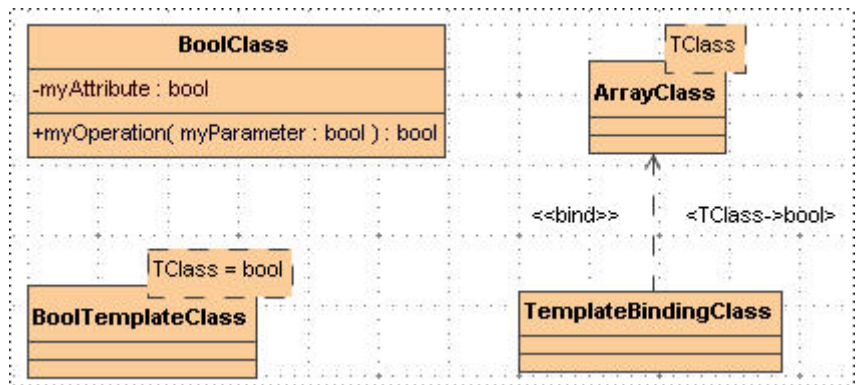 BoolClass
-myAttribute : bool
+myOperation( myParameter : bool ) : bool
TClass
ArrayClass
<<bind>>
<TClass->bool>
TClass = bool
BoolTemplateClass
TemplateBindingClass